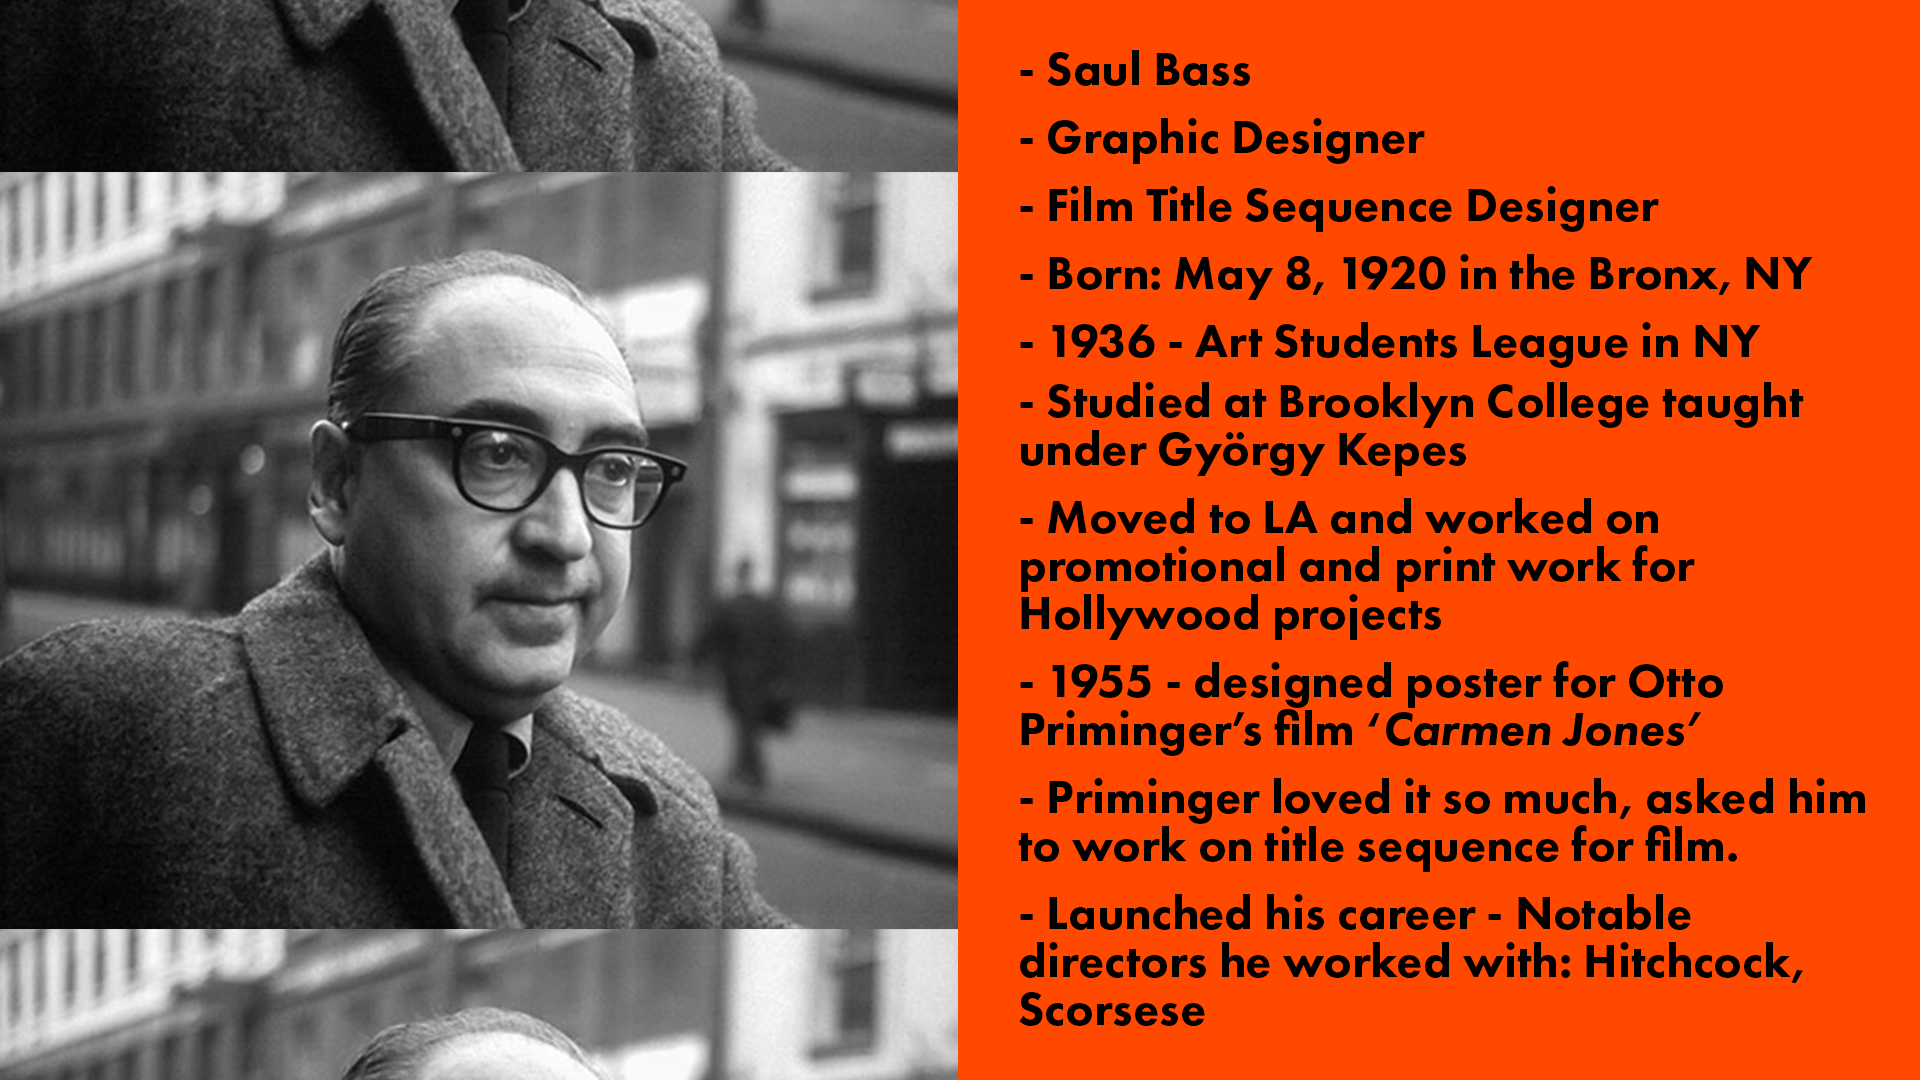 - Saul Bass
- Graphic Designer
- Film Title Sequence Designer
- Born: May 8, 1920 in the Bronx, NY
- 1936 - Art Students League in NY
- Studied at Brooklyn College taught
under György Kepes
- Moved to LA and worked on
promotional and print work for
Hollywood projects
- 1955 - designed poster for Otto
Priminger’s film ‘Carmen Jones’
- Priminger loved it so much, asked him
to work on title sequence for film.
- Launched his career - Notable
directors he worked with: Hitchcock,
Scorsese